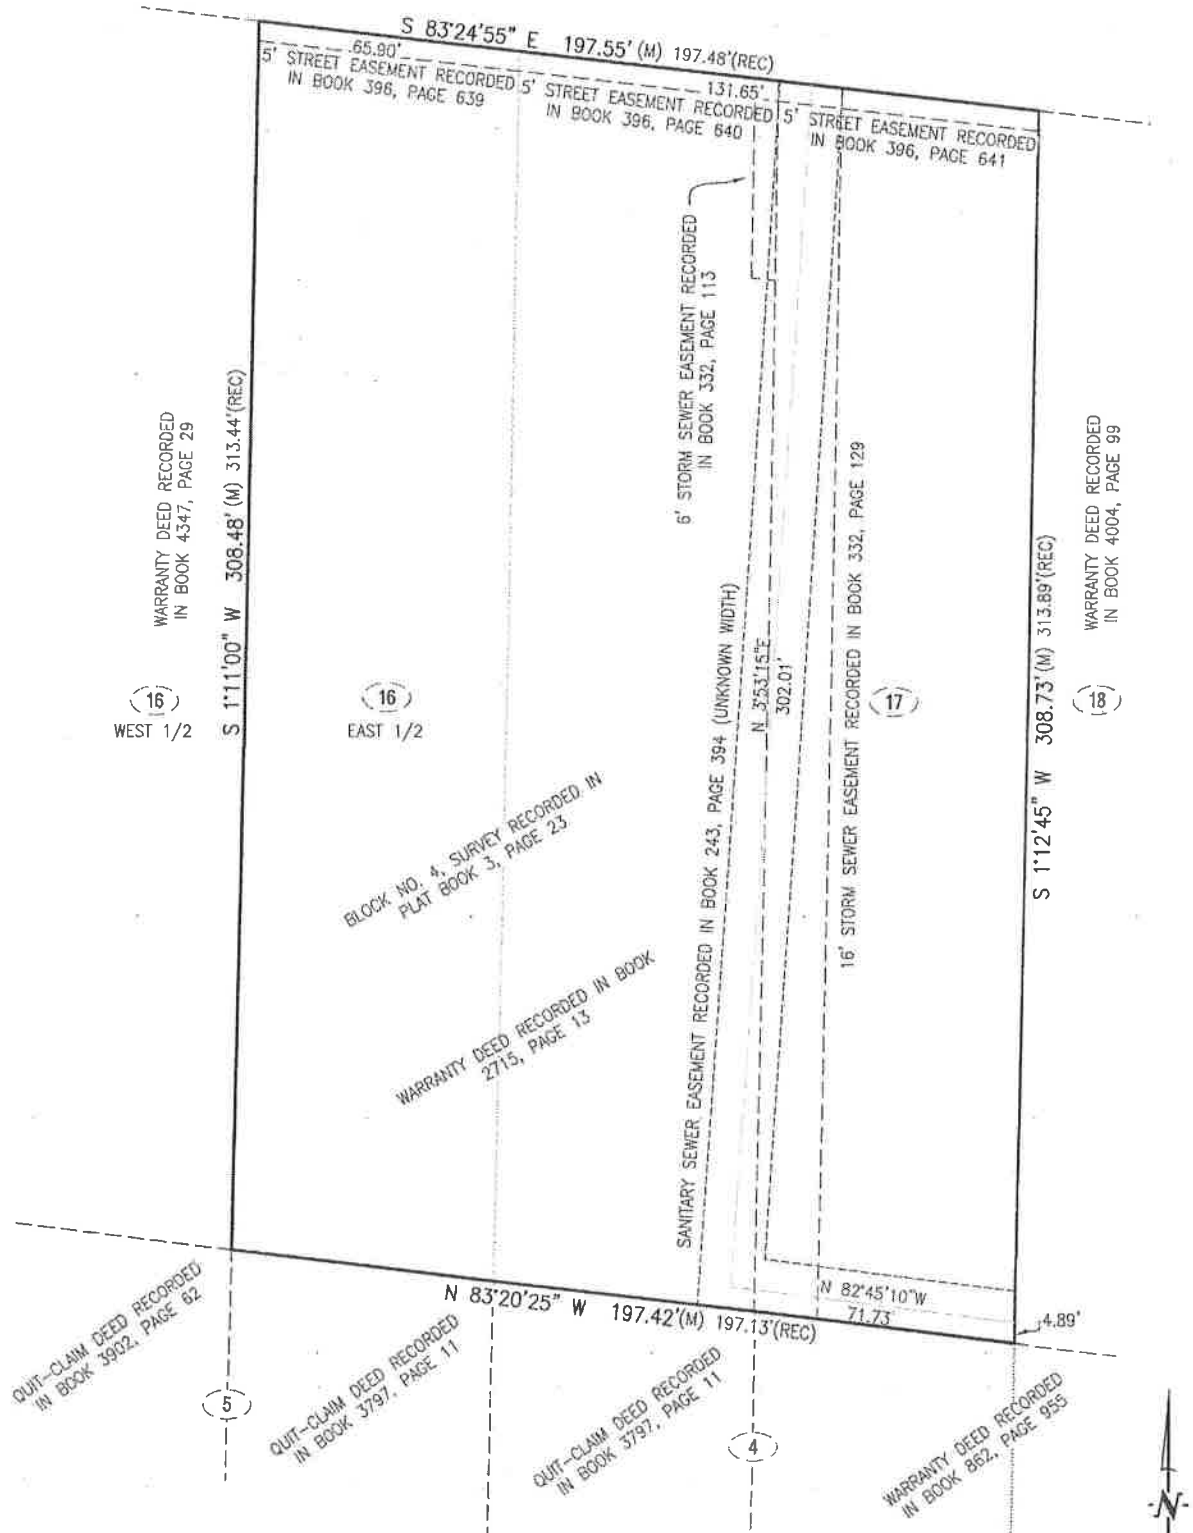 S 83°24'55" E 197.55' (M) 197.48'(REC)
65.90'
131.65'
5' STREET EASEMENT RECORDED
IN BOOK 396, PAGE 639
5' STREET EASEMENT RECORDED
IN BOOK 396, PAGE 640
5' STREET EASEMENT RECORDED
IN BOOK 396, PAGE 641
6' STORM SEWER EASEMENT RECORDED
IN BOOK 332, PAGE 113
WARRANTY DEED RECORDED
IN BOOK 4347, PAGE 29
S 1°11'00" W 308.48' (M) 313.44'(REC)
16
WEST 1/2
16
EAST 1/2
SANITARY SEWER EASEMENT RECORDED IN BOOK 243, PAGE 394 (UNKNOWN WIDTH)
N 3°53'15"E
302.01'
16' STORM SEWER EASEMENT RECORDED IN BOOK 332, PAGE 129
17
S 1°12'45" W 308.73' (M) 313.89'(REC)
WARRANTY DEED RECORDED
IN BOOK 4004, PAGE 99
18
BLOCK NO. 4, SURVEY RECORDED IN
PLAT BOOK 3, PAGE 23
WARRANTY DEED RECORDED IN BOOK
2715, PAGE 13
N 82°45'10"W
71.73'
4.89'
N 83°20'25" W 197.42'(M) 197.13'(REC)
QUIT-CLAIM DEED RECORDED
IN BOOK 3902, PAGE 62
5
QUIT-CLAIM DEED RECORDED
IN BOOK 3797, PAGE 11
QUIT-CLAIM DEED RECORDED
IN BOOK 3797, PAGE 11
4
WARRANTY DEED RECORDED
IN BOOK 862, PAGE 955
N